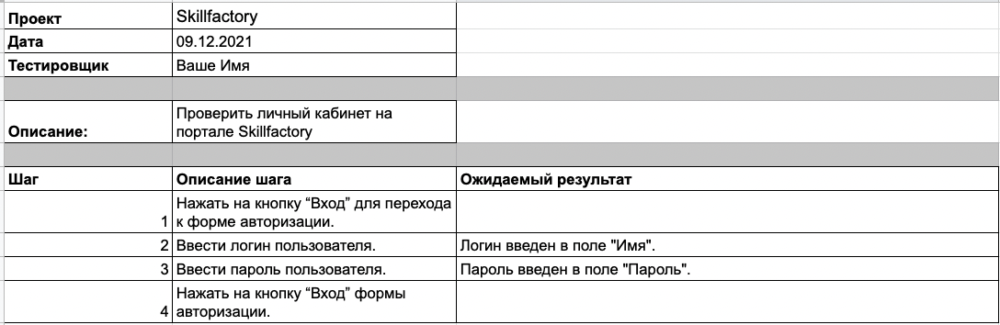 Проект Skillfactory
Дата 09.12.2021
Тестировщик Ваше Имя
Проверить личный кабинет на
Описание: портале Skillfactory
Шаг Описание шага Ожидаемый результат
Нажать на кнопку “Вход” для перехода
1 к форме авторизации.
2 Ввести логин пользователя. Логин введен в поле "Имя".
3 Ввести пароль пользователя. Пароль введен в поле "Пароль".
Нажать на кнопку “Вход” формы
4 авторизации.